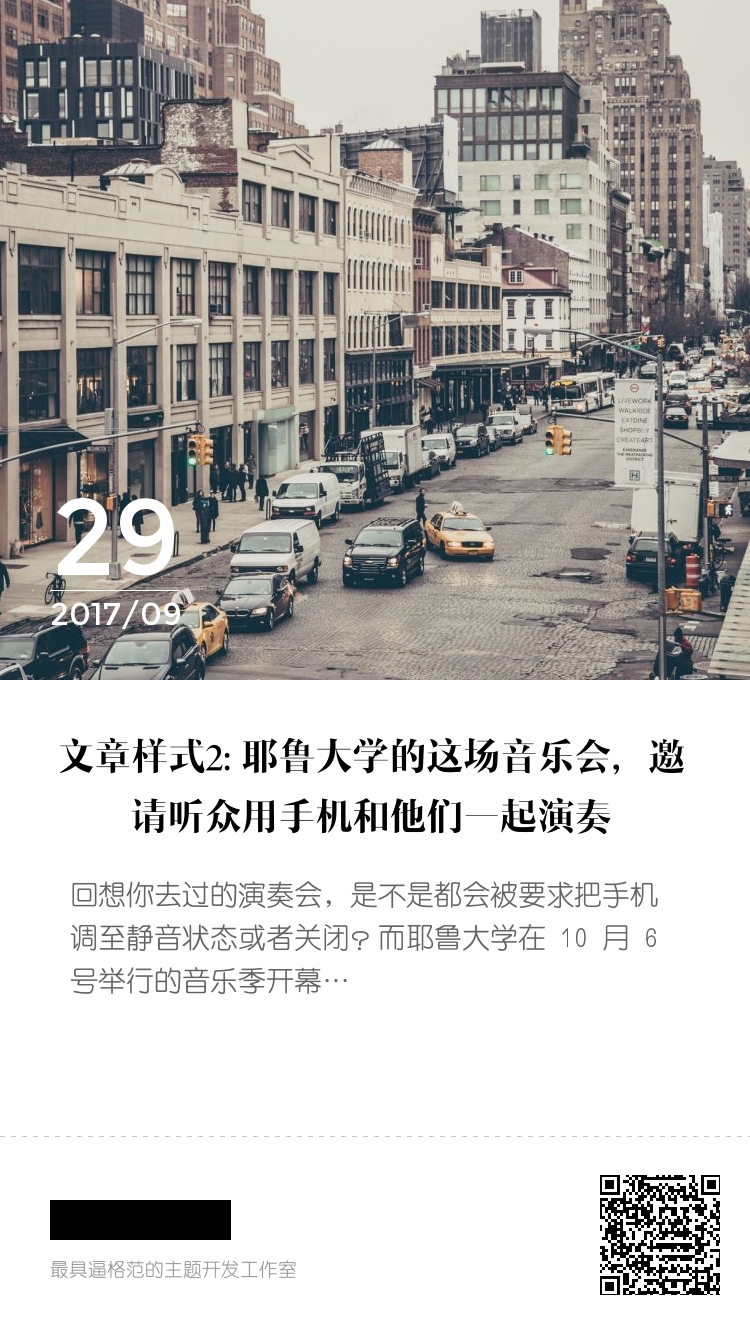 LIVEWORK
WALKRIDE
EATDINE
SHOPBUY
CREATEART
EXPERIENCE
THE MEATPACKING
DISTRICT
29
2017/09
文章样式2: 耶鲁大学的这场音乐会，邀
请听众用手机和他们一起演奏
回想你去过的演奏会，是不是都会被要求把手机
调至静音状态或者关闭？而耶鲁大学在 10 月 6
号举行的音乐季开幕…
最具逼格范的主题开发工作室